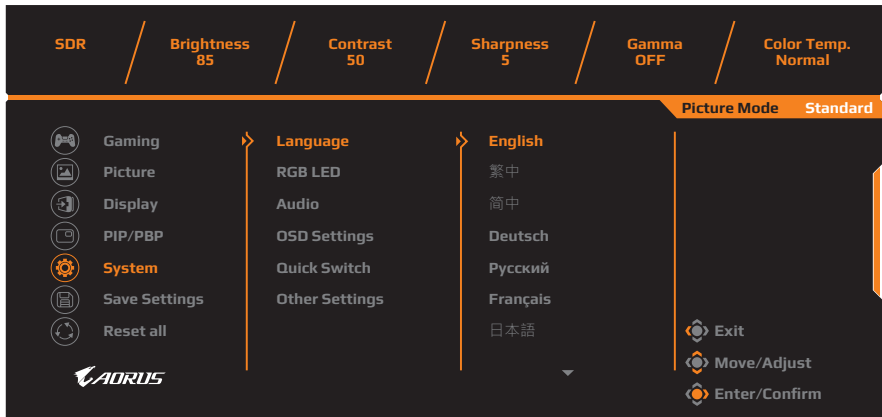 SDR
Brightness
85
Contrast
50
Sharpness
5
Gamma
OFF
Color Temp.
Normal
Picture Mode Standard
Gaming
Picture
Display
PIP/PBP
System
Save Settings
Reset all
Language
RGB LED
Audio
OSD Settings
Quick Switch
Other Settings
English
繁中
简中
Deutsch
Русский
Français
日本語
Exit
Move/Adjust
Enter/Confirm
AORUS